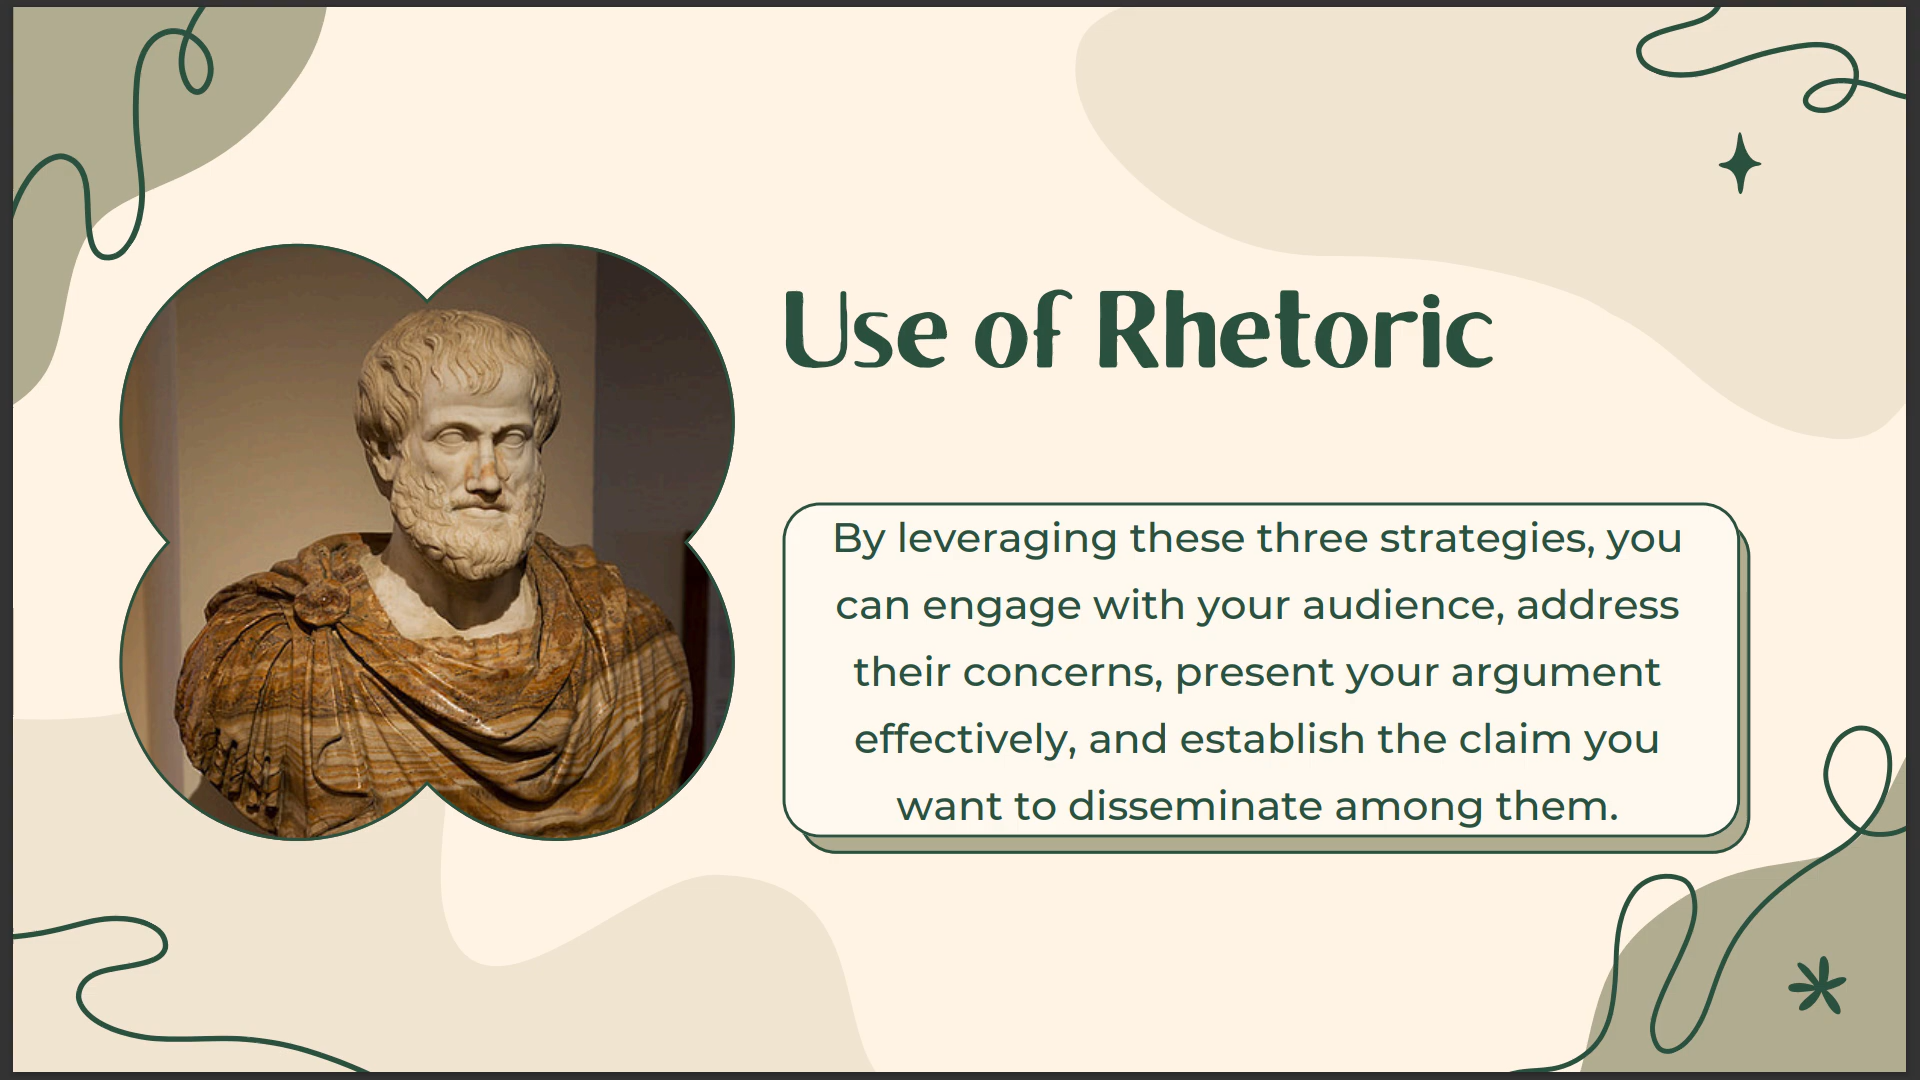 Use of Rhetoric
By leveraging these three strategies, you
can engage with your audience, address
their concerns, present your argument
effectively, and establish the claim you
want to disseminate among them.